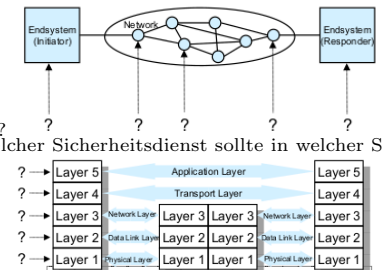 Endsystem Network Endsystem
(Initiator) (Responder)
? ? ? ? ?
?
lcher Sicherheitsdienst sollte in welcher S
? Layer 5 Application Layer Layer 5
? Layer 4 Transport Layer Layer 4
? Layer 3 Network Layer Layer 3 Layer 3 Network Layer Layer 3
? Layer 2 Data Link Layer Layer 2 Layer 2 Data Link Layer Layer 2
? Layer 1 Physical Layer Layer 1 Layer 1 Physical Layer Layer 1